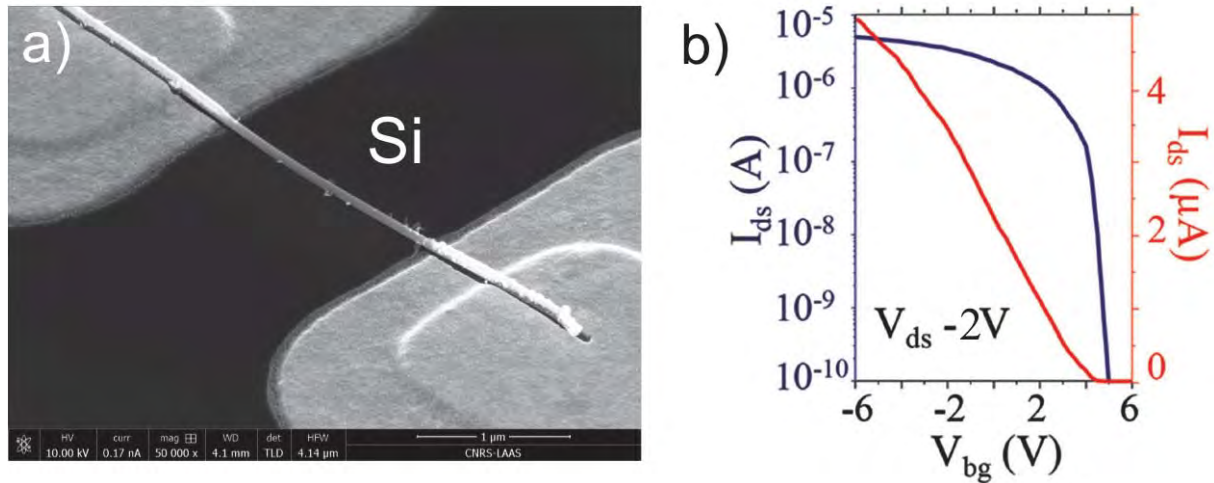 a)
Si
HV curr mag ⊞ WD det HFW
10.00 kV 0.17 nA 50 000 x 4.1 mm TLD 4.14 µm
1 µm
CNRS-LAAS
b)
I_ds (A)
10^-5
10^-6
10^-7
10^-8
10^-9
10^-10
V_ds -2V
4
2
0
I_ds (µA)
-6 -2 2 6
V_bg (V)